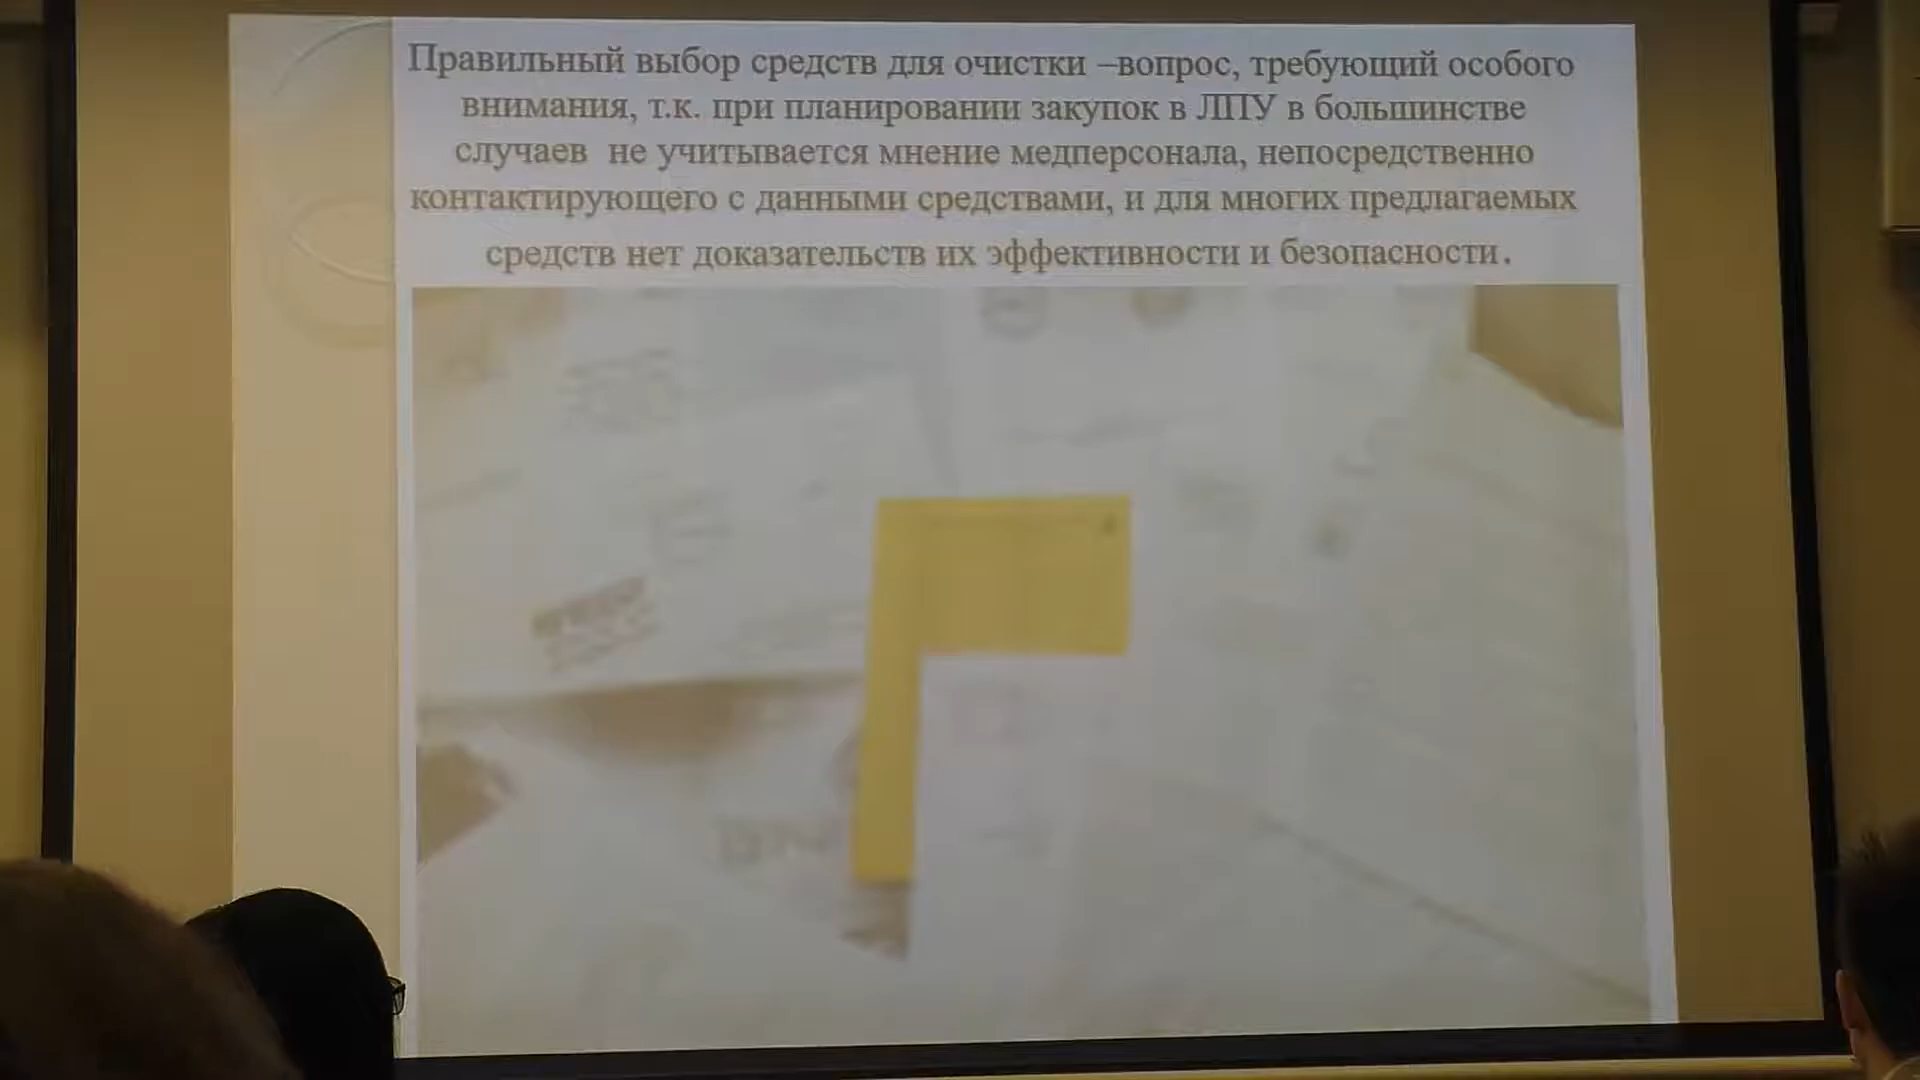 Правильный выбор средств для очистки –вопрос, требующий особого
внимания, т.к. при планировании закупок в ЛПУ в большинстве
случаев не учитывается мнение медперсонала, непосредственно
контактирующего с данными средствами, и для многих предлагаемых
средств нет доказательств их эффективности и безопасности.